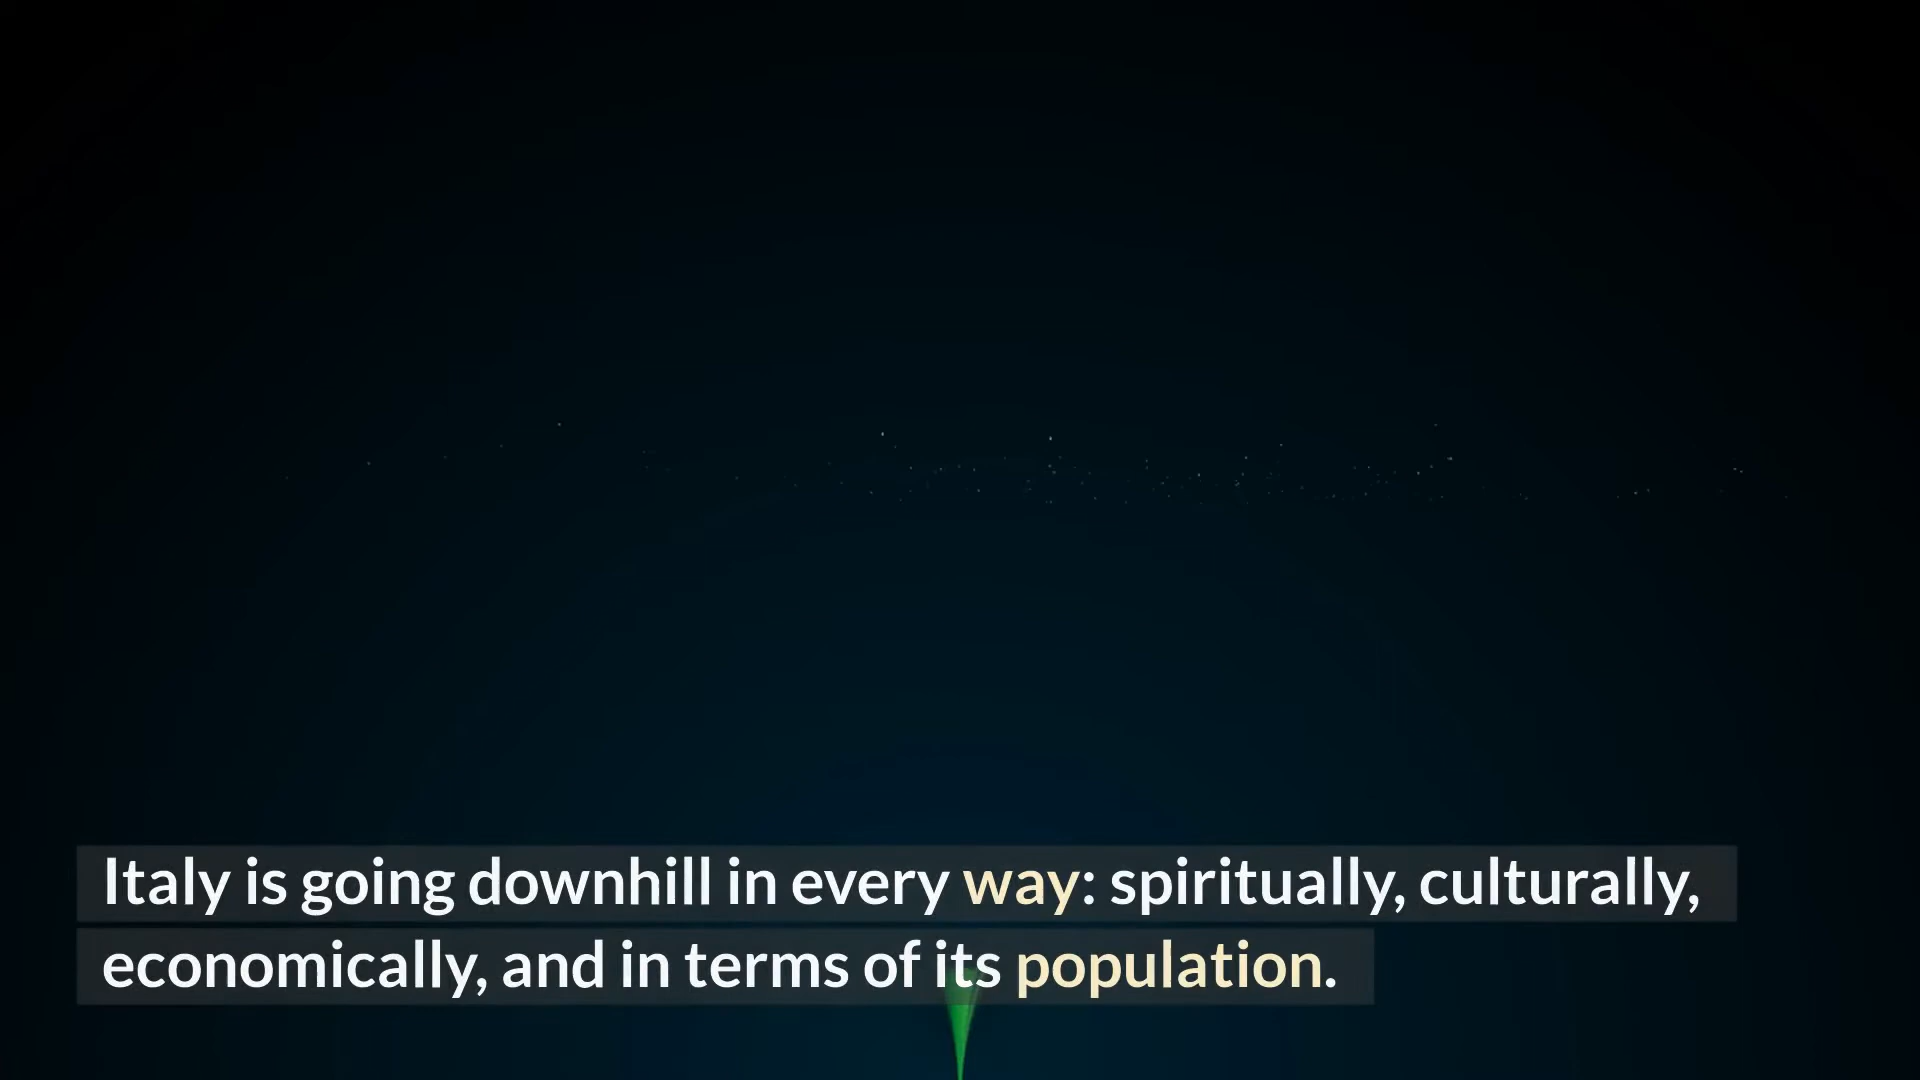 Italy is going downhill in every way: spiritually, culturally,
economically, and in terms of its population.